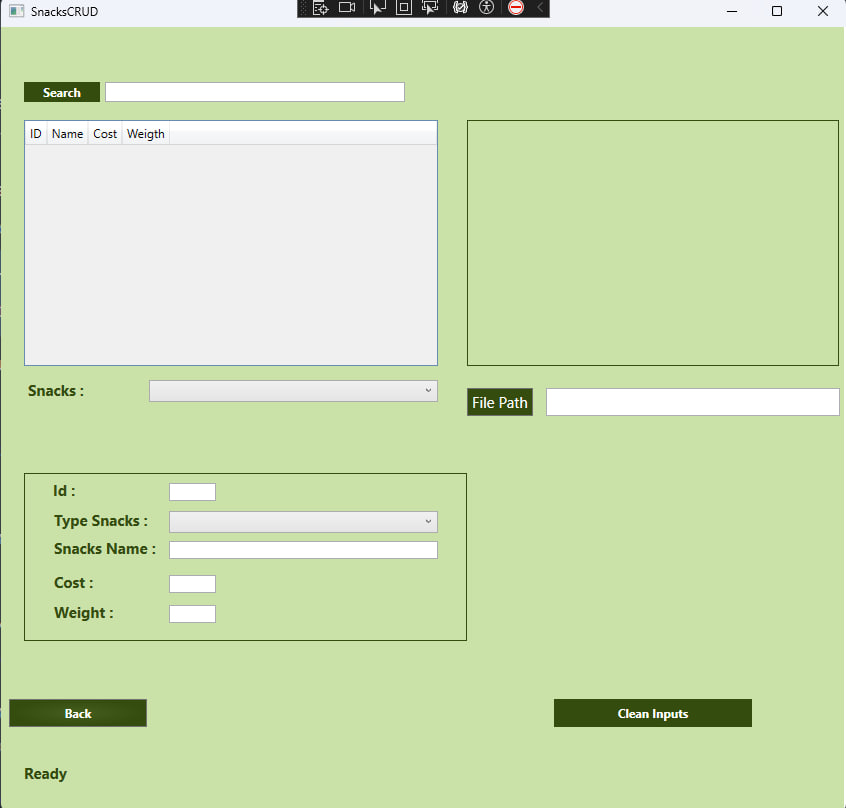 SnacksCRUD
Search
ID Name Cost Weigth
Snacks :
File Path
Id :
Type Snacks :
Snacks Name :
Cost :
Weight :
Back
Clean Inputs
Ready